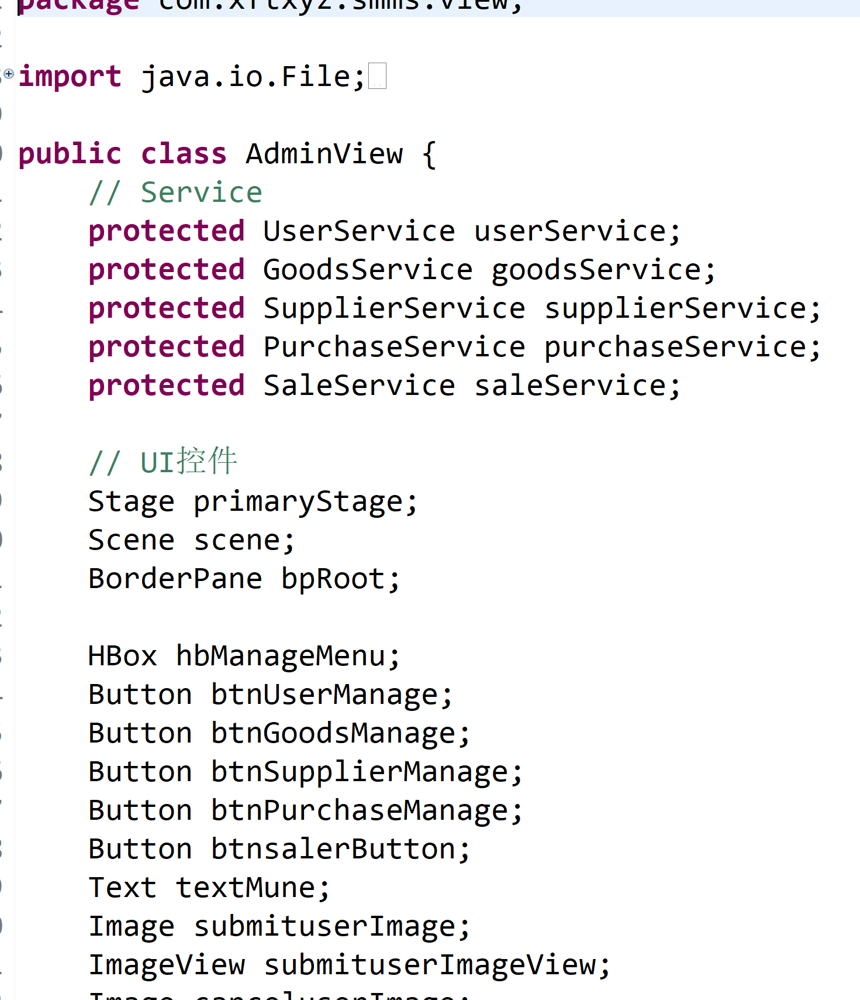 package com.xftxyz.smms.view;
import java.io.File;
public class AdminView {
// Service
protected UserService userService;
protected GoodsService goodsService;
protected SupplierService supplierService;
protected PurchaseService purchaseService;
protected SaleService saleService;
// UI控件
Stage primaryStage;
Scene scene;
BorderPane bpRoot;
HBox hbManageMenu;
Button btnUserManage;
Button btnGoodsManage;
Button btnSupplierManage;
Button btnPurchaseManage;
Button btnsalerButton;
Text textMune;
Image submituserImage;
ImageView submituserImageView;
Image canceluserImage;